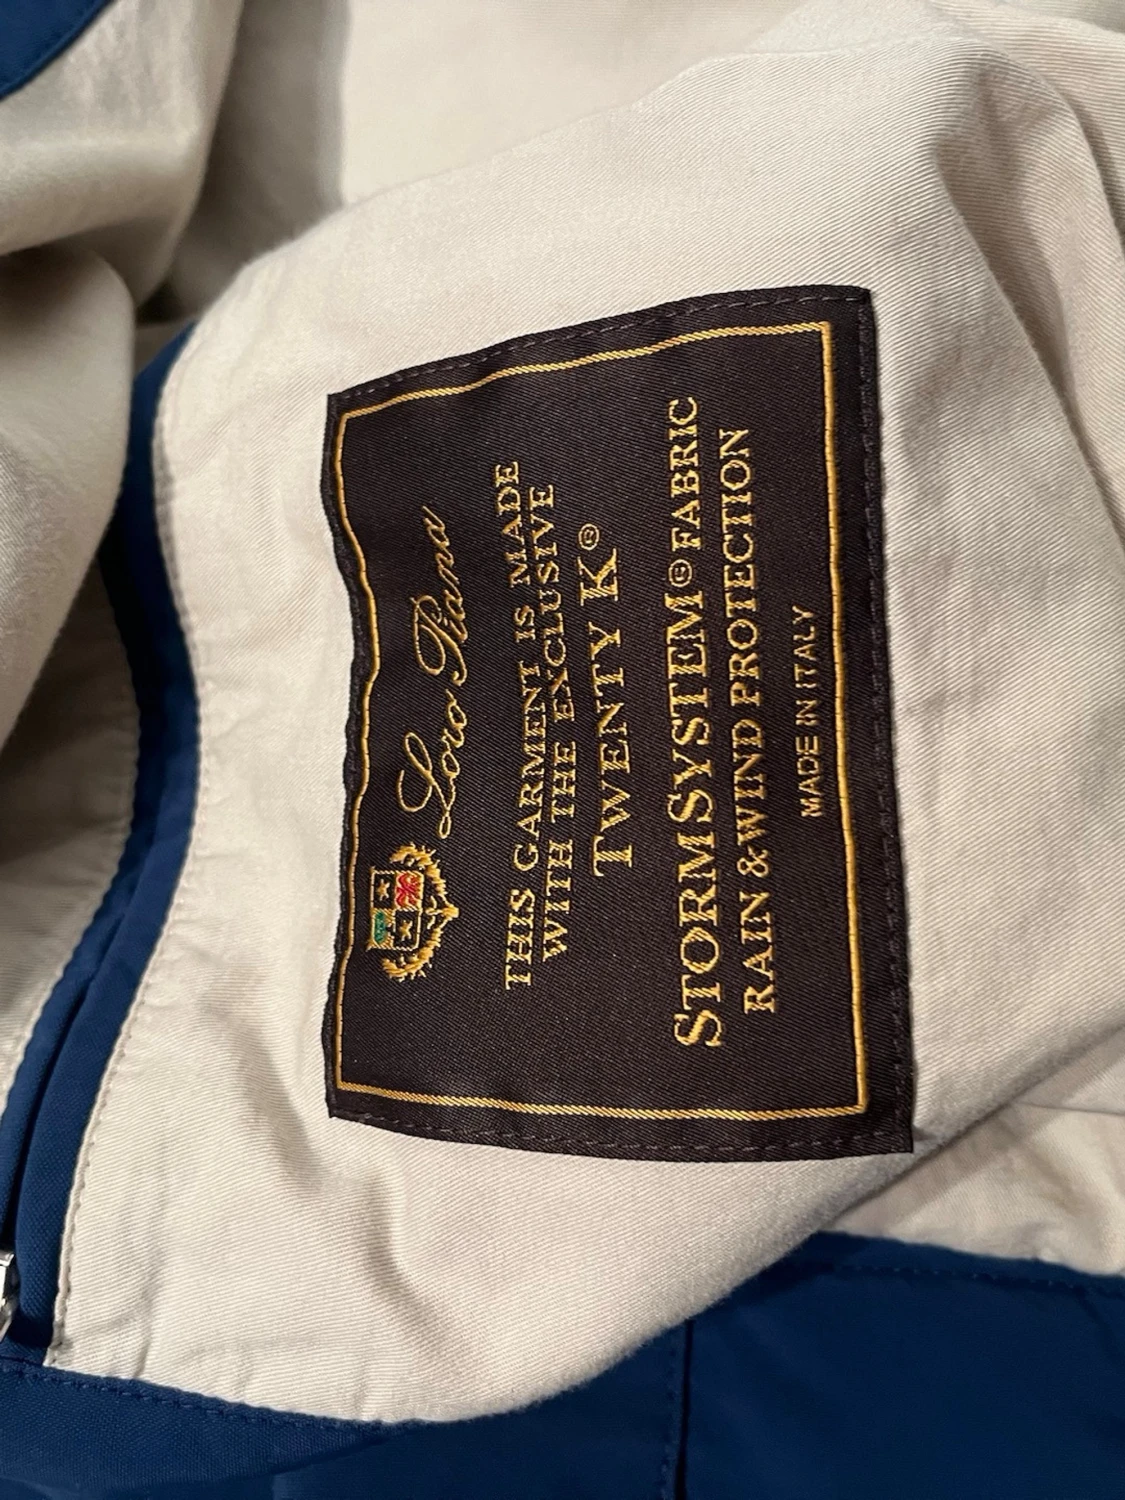 Loro Piana
THIS GARMENT IS MADE
WITH THE EXCLUSIVE
TWENTY K®
STORMSYSTEM® FABRIC
RAIN & WIND PROTECTION
MADE IN ITALY